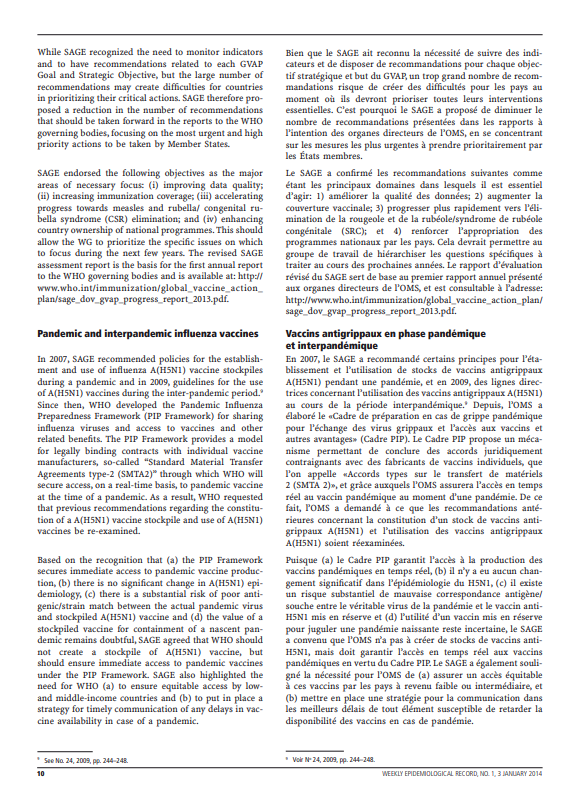 While SAGE recognized the need to monitor indicators
and to have recommendations related to each GVAP
Goal and Strategic Objective, but the large number of
recommendations may create difficulties for countries
in prioritizing their critical actions. SAGE therefore pro-
posed a reduction in the number of recommendations
that should be taken forward in the reports to the WHO
governing bodies, focusing on the most urgent and high
priority actions to be taken by Member States.
SAGE endorsed the following objectives as the major
areas of necessary focus: (i) improving data quality;
(ii) increasing immunization coverage; (iii) accelerating
progress towards measles and rubella/ congenital ru-
bella syndrome (CSR) elimination; and (iv) enhancing
country ownership of national programmes. This should
allow the WG to prioritize the specific issues on which
to focus during the next few years. The revised SAGE
assessment report is the basis for the first annual report
to the WHO governing bodies and is available at: http://
www.who.int/immunization/global_vaccine_action_
plan/sage_dov_gvap_progress_report_2013.pdf.
Pandemic and interpandemic influenza vaccines
In 2007, SAGE recommended policies for the establish-
ment and use of influenza A(H5N1) vaccine stockpiles
during a pandemic and in 2009, guidelines for the use
of A(H5N1) vaccines during the inter-pandemic period.⁹
Since then, WHO developed the Pandemic Influenza
Preparedness Framework (PIP Framework) for sharing
influenza viruses and access to vaccines and other
related benefits. The PIP Framework provides a model
for legally binding contracts with individual vaccine
manufacturers, so-called “Standard Material Transfer
Agreements type-2 (SMTA2)” through which WHO will
secure access, on a real-time basis, to pandemic vaccine
at the time of a pandemic. As a result, WHO requested
that previous recommendations regarding the constitu-
tion of a A(H5N1) vaccine stockpile and use of A(H5N1)
vaccines be re-examined.
Based on the recognition that (a) the PIP Framework
secures immediate access to pandemic vaccine produc-
tion, (b) there is no significant change in A(H5N1) epi-
demiology, (c) there is a substantial risk of poor anti-
genic/strain match between the actual pandemic virus
and stockpiled A(H5N1) vaccine and (d) the value of a
stockpiled vaccine for containment of a nascent pan-
demic remains doubtful, SAGE agreed that WHO should
not create a stockpile of A(H5N1) vaccine, but
should ensure immediate access to pandemic vaccines
under the PIP Framework. SAGE also highlighted the
need for WHO (a) to ensure equitable access by low-
and middle-income countries and (b) to put in place a
strategy for timely communication of any delays in vac-
cine availability in case of a pandemic.
⁹ See No. 24, 2009, pp. 244–248.
Bien que le SAGE ait reconnu la nécessité de suivre des indi-
cateurs et de disposer de recommandations pour chaque objec-
tif stratégique et but du GVAP, un trop grand nombre de recom-
mandations risque de créer des difficultés pour les pays au
moment où ils devront prioriser toutes leurs interventions
essentielles. C’est pourquoi le SAGE a proposé de diminuer le
nombre de recommandations présentées dans les rapports à
l’intention des organes directeurs de l’OMS, en se concentrant
sur les mesures les plus urgentes à prendre prioritairement par
les États membres.
Le SAGE a confirmé les recommandations suivantes comme
étant les principaux domaines dans lesquels il est essentiel
d’agir: 1) améliorer la qualité des données; 2) augmenter la
couverture vaccinale; 3) progresser plus rapidement vers l’éli-
mination de la rougeole et de la rubéole/syndrome de rubéole
congénitale (SRC); et 4) renforcer l’appropriation des
programmes nationaux par les pays. Cela devrait permettre au
groupe de travail de hiérarchiser les questions spécifiques à
traiter au cours des prochaines années. Le rapport d’évaluation
révisé du SAGE sert de base au premier rapport annuel présenté
aux organes directeurs de l’OMS, et est consultable à l’adresse:
http://www.who.int/immunization/global_vaccine_action_plan/
sage_dov_gvap_progress_report_2013.pdf.
Vaccins antigrippaux en phase pandémique
et interpandémique
En 2007, le SAGE a recommandé certains principes pour l’éta-
blissement et l’utilisation de stocks de vaccins antigrippaux
A(H5N1) pendant une pandémie, et en 2009, des lignes direc-
trices concernant l’utilisation des vaccins antigrippaux A(H5N1)
au cours de la période interpandémique.⁹ Depuis, l’OMS a
élaboré le «Cadre de préparation en cas de grippe pandémique
pour l’échange des virus grippaux et l’accès aux vaccins et
autres avantages» (Cadre PIP). Le Cadre PIP propose un méca-
nisme permettant de conclure des accords juridiquement
contraignants avec des fabricants de vaccins individuels, que
l’on appelle «Accords types sur le transfert de matériels
2 (SMTA 2)», et grâce auxquels l’OMS assurera l’accès en temps
réel au vaccin pandémique au moment d’une pandémie. De ce
fait, l’OMS a demandé à ce que les recommandations anté-
rieures concernant la constitution d’un stock de vaccins anti-
grippaux A(H5N1) et l’utilisation des vaccins antigrippaux
A(H5N1) soient réexaminées.
Puisque (a) le Cadre PIP garantit l’accès à la production des
vaccins pandémiques en temps réel, (b) il n’y a eu aucun chan-
gement significatif dans l’épidémiologie du H5N1, (c) il existe
un risque substantiel de mauvaise correspondance antigène/
souche entre le véritable virus de la pandémie et le vaccin anti-
H5N1 mis en réserve et (d) l’utilité d’un vaccin mis en réserve
pour juguler une pandémie naissante reste incertaine, le SAGE
a convenu que l’OMS n’a pas à créer de stocks de vaccins anti-
H5N1, mais doit garantir l’accès en temps réel aux vaccins
pandémiques en vertu du Cadre PIP. Le SAGE a également souli-
gné la nécessité pour l’OMS de (a) assurer un accès équitable
à ces vaccins par les pays à revenu faible ou intermédiaire, et
(b) mettre en place une stratégie pour la communication dans
les meilleurs délais de tout élément susceptible de retarder la
disponibilité des vaccins en cas de pandémie.
⁹ Voir Nº 24, 2009, pp. 244–248.
10 WEEKLY EPIDEMIOLOGICAL RECORD, NO. 1, 3 JANUARY 2014